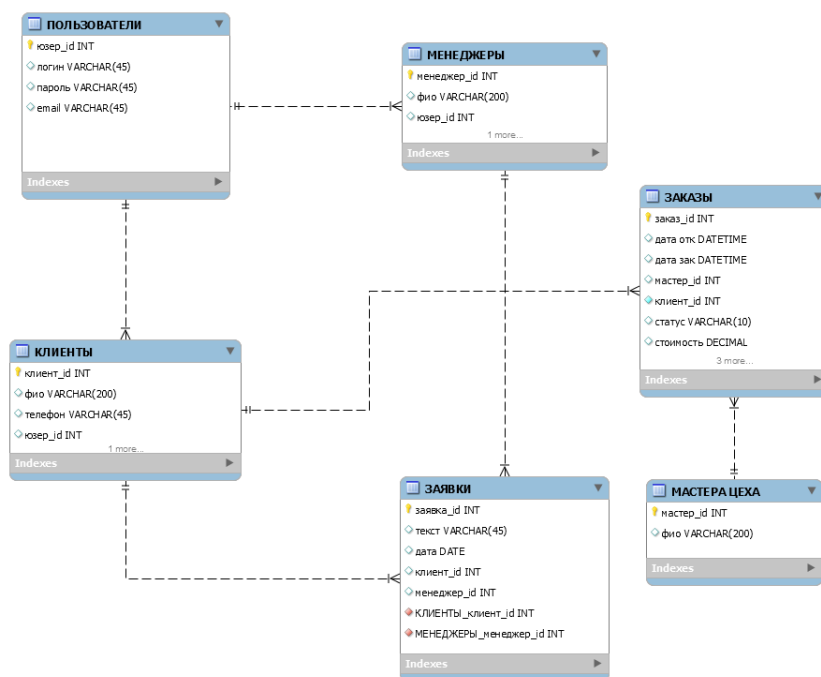 ПОЛЬЗОВАТЕЛИ
юзер_id INT
логин VARCHAR(45)
пароль VARCHAR(45)
email VARCHAR(45)
Indexes
МЕНЕДЖЕРЫ
менеджер_id INT
фио VARCHAR(200)
юзер_id INT
1 more...
Indexes
ЗАКАЗЫ
заказ_id INT
дата отк DATETIME
дата зак DATETIME
мастер_id INT
клиент_id INT
статус VARCHAR(10)
стоимость DECIMAL
3 more...
Indexes
КЛИЕНТЫ
клиент_id INT
фио VARCHAR(200)
телефон VARCHAR(45)
юзер_id INT
1 more...
Indexes
ЗАЯВКИ
заявка_id INT
текст VARCHAR(45)
дата DATE
клиент_id INT
менеджер_id INT
КЛИЕНТЫ_клиент_id INT
МЕНЕДЖЕРЫ_менеджер_id INT
Indexes
МАСТЕРА ЦЕХА
мастер_id INT
фио VARCHAR(200)
Indexes